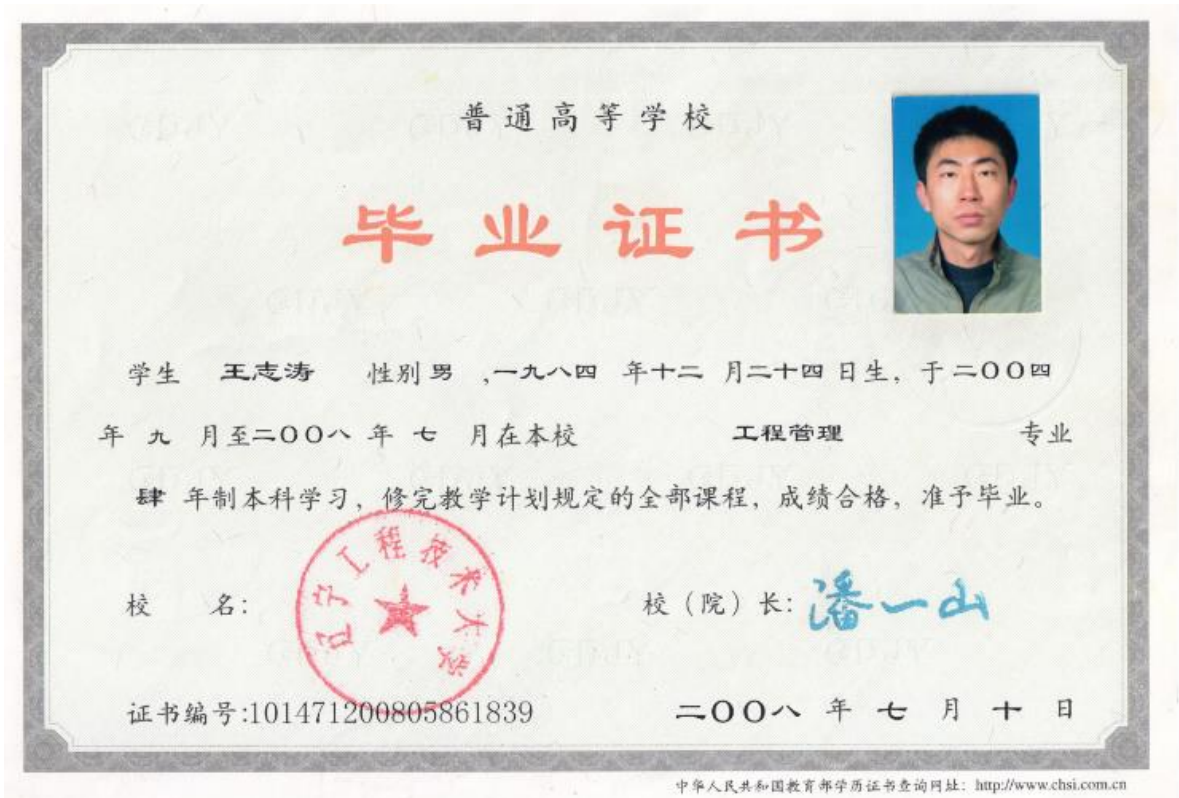 普通高等学校
毕业证书
学生 王志涛 性别 男 ,一九八四 年十二 月二十四日生，于二〇〇四
年 九 月至二〇〇八 年 七 月在本校 工程管理 专业
肆 年制本科学习，修完教学计划规定的全部课程，成绩合格，准予毕业。
辽宁工程技术大学
校 名：
校（院）长：潘一山
证书编号:101471200805861839
二〇〇八 年 七 月 十 日
中华人民共和国教育部学历证书查询网址：http://www.chsi.com.cn